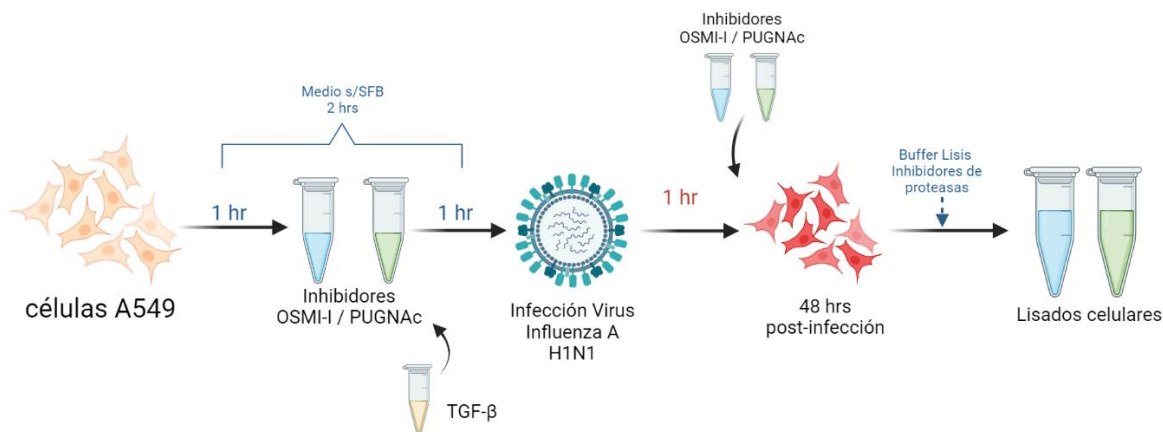 Inhibidores
OSMI-I / PUGNAc
Medio s/SFB
2 hrs
1 hr
1 hr
1 hr
Buffer Lisis
Inhibidores de
proteasas
células A549
Inhibidores
OSMI-I / PUGNAc
Infección Virus
Influenza A
H1N1
48 hrs
post-infección
Lisados celulares
TGF-β